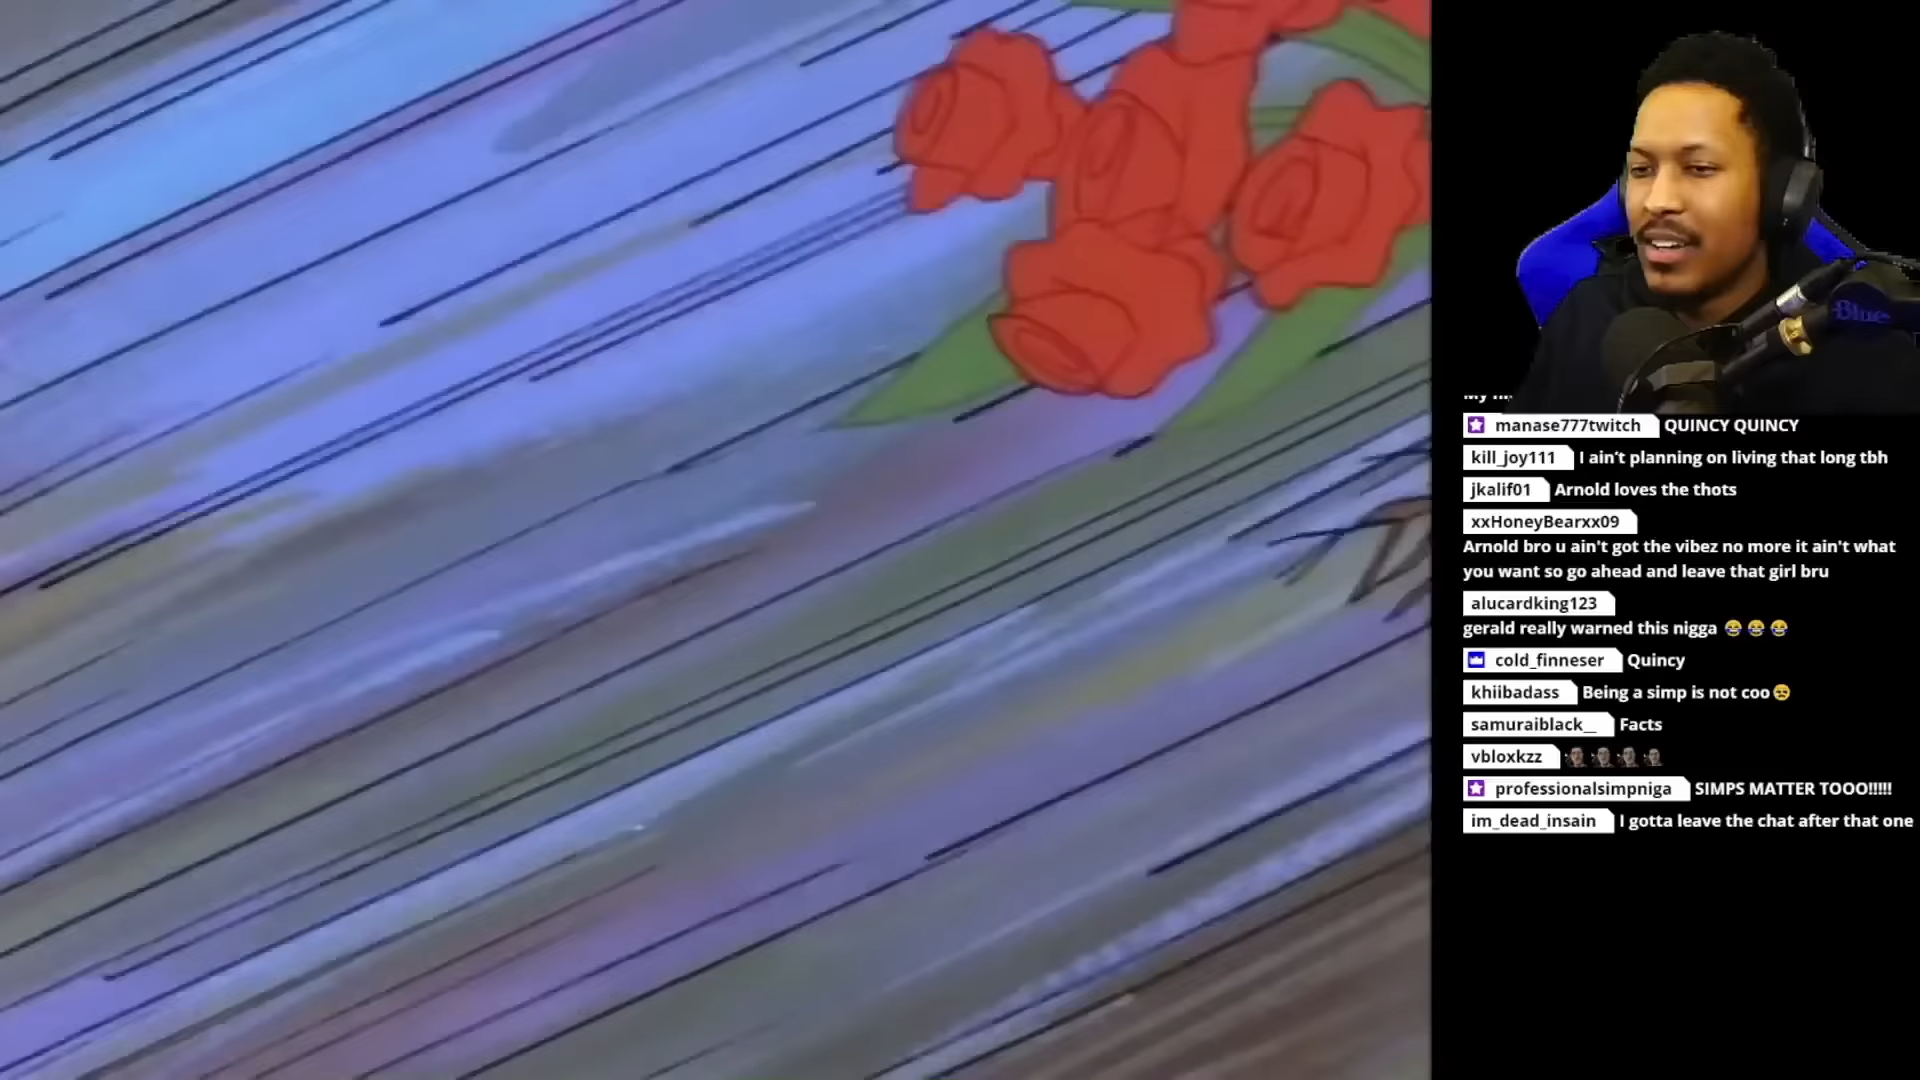 Blue
manase777twitch QUINCY QUINCY
kill_joy111 I ain't planning on living that long tbh
jkalif01 Arnold loves the thots
xxHoneyBearxx09
Arnold bro u ain't got the vibez no more it ain't what
you want so go ahead and leave that girl bru
alucardking123
gerald really warned this nigga 😂 😂 😂
cold_finneser Quincy
khiibadass Being a simp is not coo😒
samuraiblack__ Facts
vbloxkzz
professionalsimpniga SIMPS MATTER TOOO!!!!!
im_dead_insain I gotta leave the chat after that one